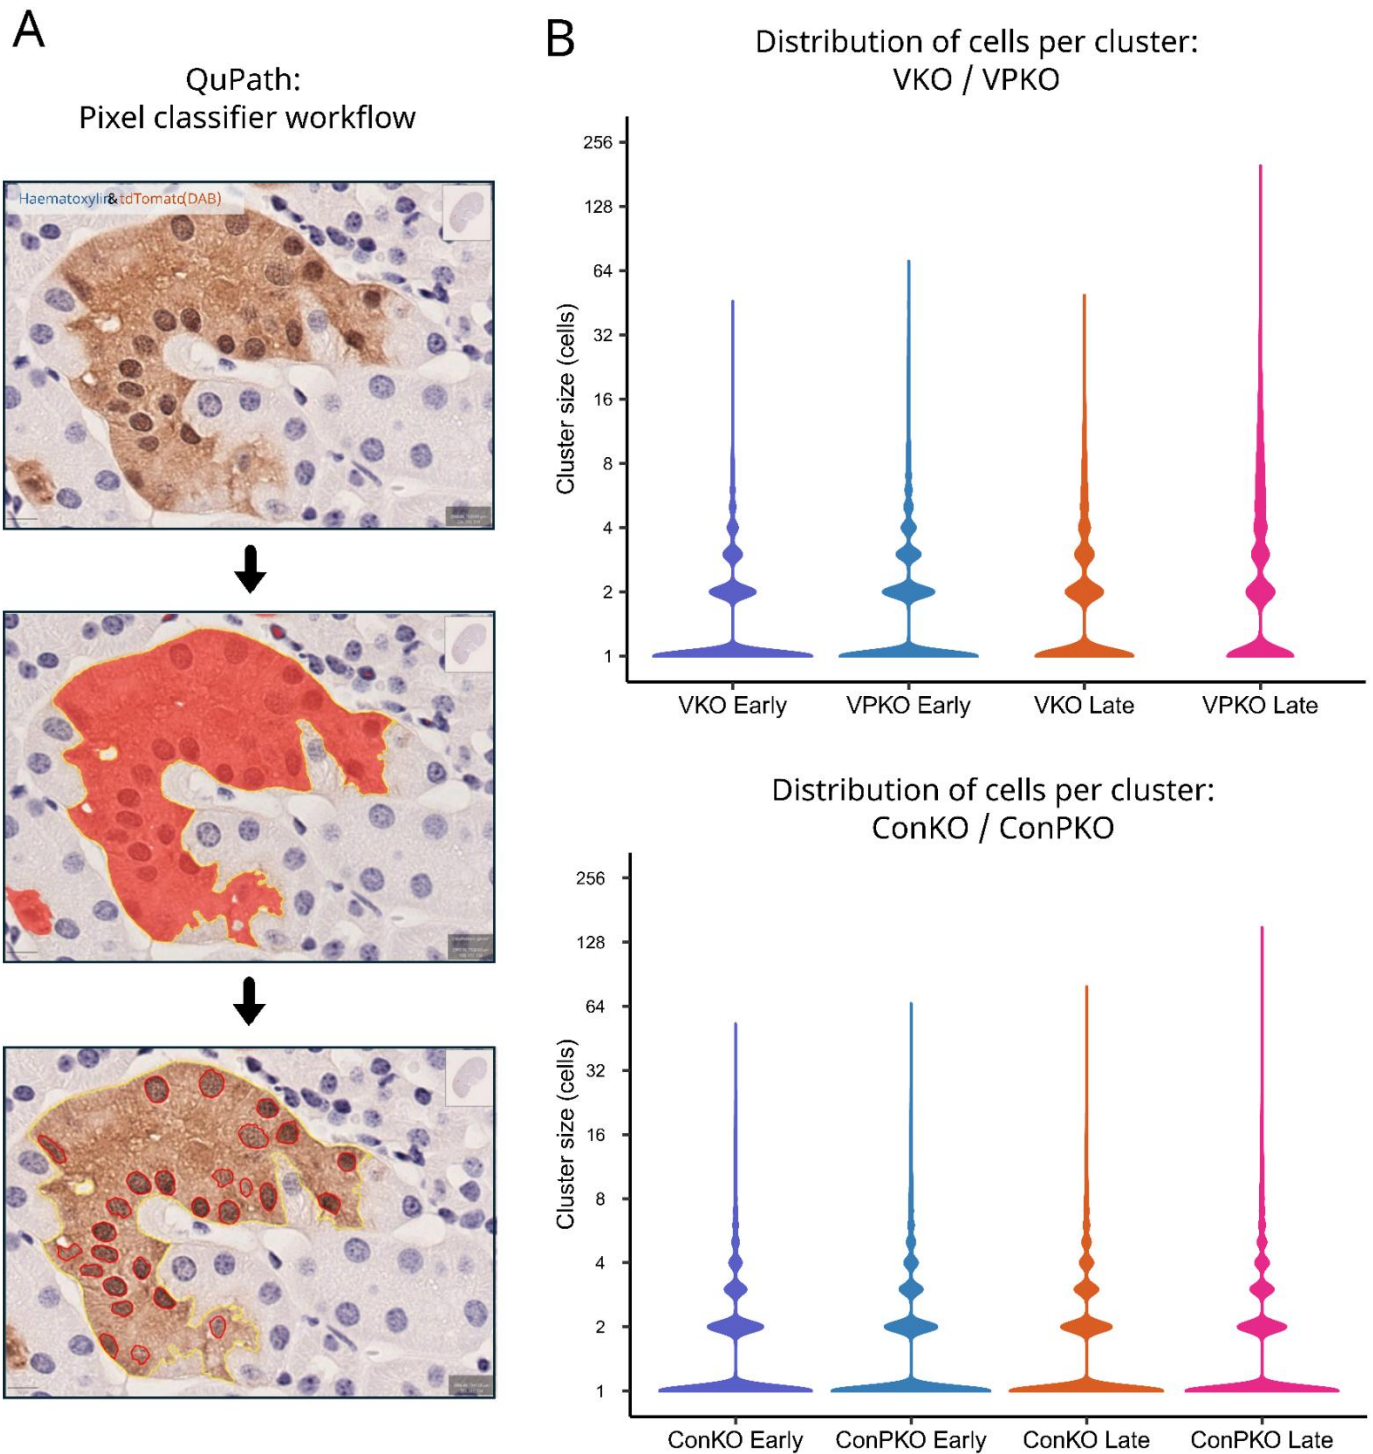 A
QuPath:
Pixel classifier workflow
Haematoxylin& tdTomato(DAB)
B
Distribution of cells per cluster:
VKO / VPKO
Cluster size (cells)
256
128
64
32
16
8
4
2
1
VKO Early
VPKO Early
VKO Late
VPKO Late
Distribution of cells per cluster:
ConKO / ConPKO
Cluster size (cells)
256
128
64
32
16
8
4
2
1
ConKO Early
ConPKO Early
ConKO Late
ConPKO Late